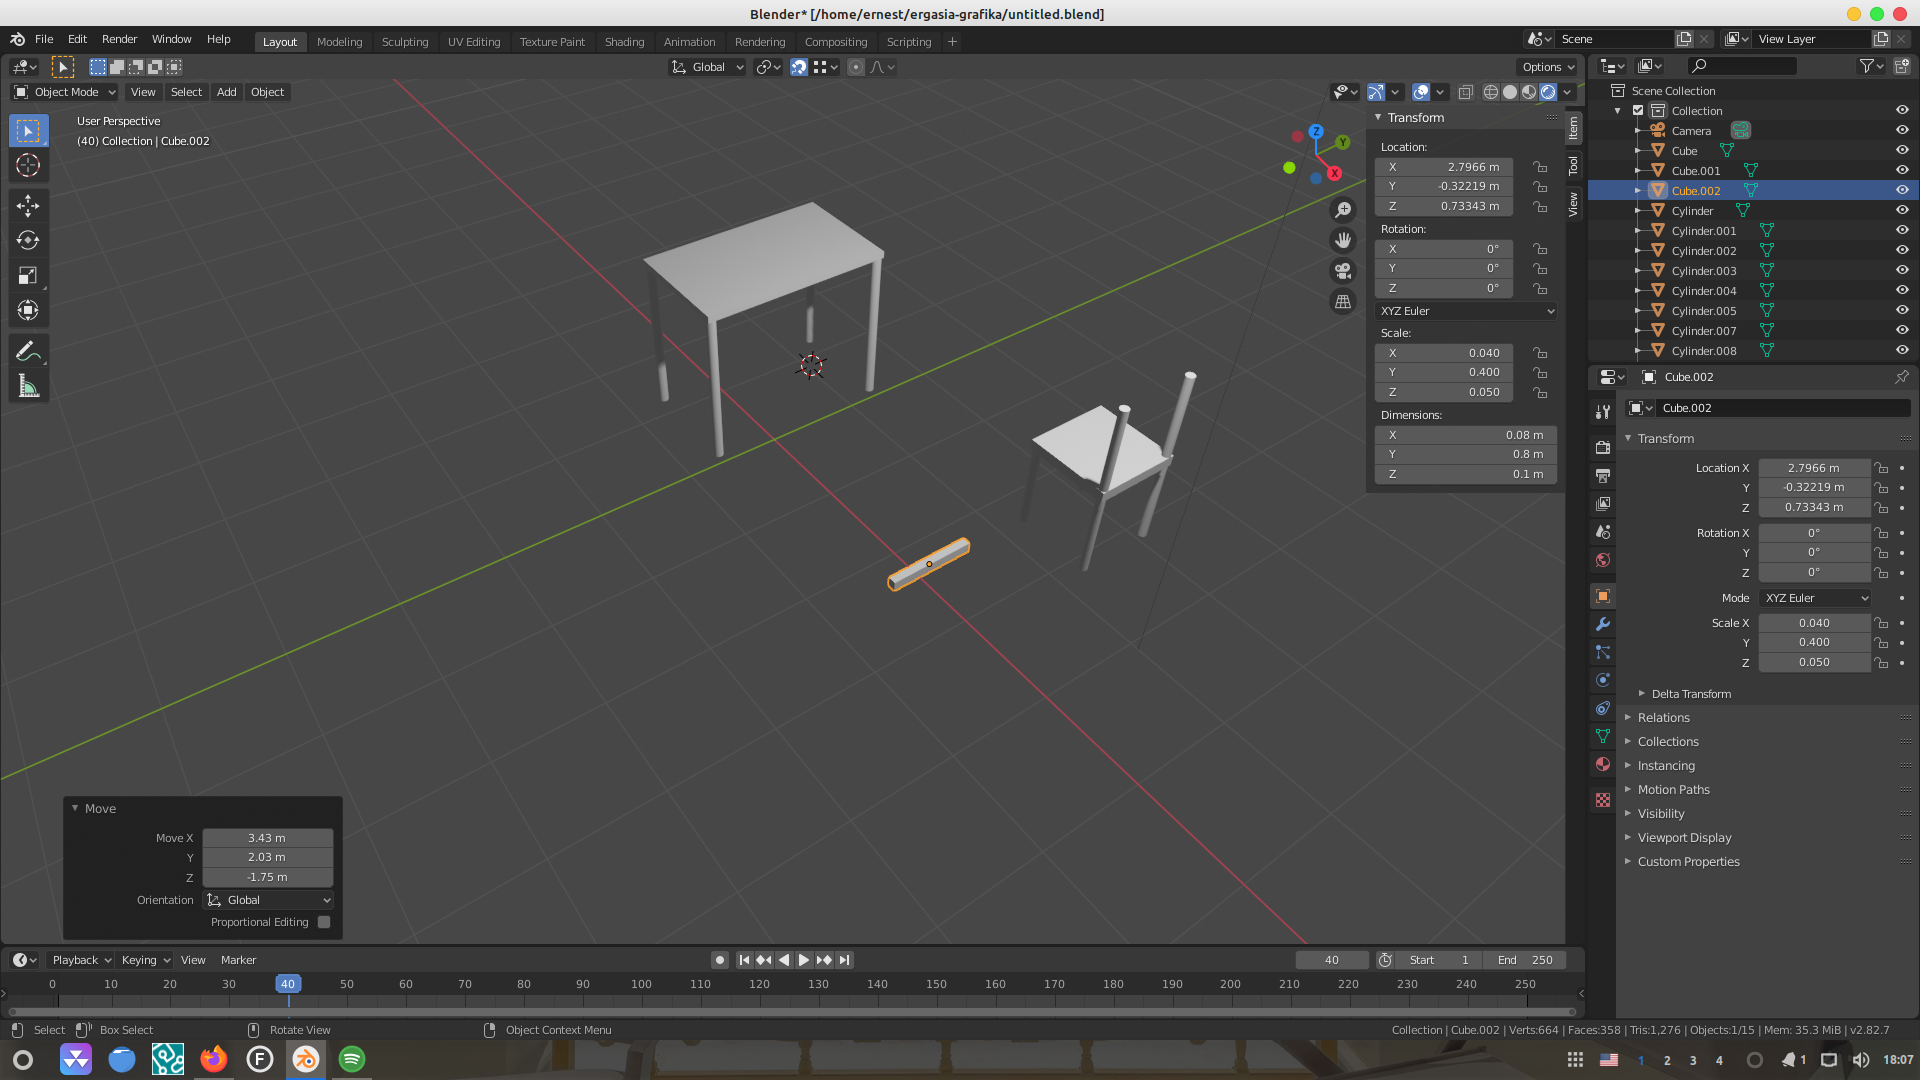 Blender* [/home/ernest/ergasia-grafika/untitled.blend]
File Edit Render Window Help Layout Modeling Sculpting UV Editing Texture Paint Shading Animation Rendering Compositing Scripting + Scene View Layer
Global Options
Object Mode View Select Add Object
User Perspective
(40) Collection | Cube.002
Z
Y
X
Transform
Location:
X 2.7966 m
Y -0.32219 m
Z 0.73343 m
Rotation:
X 0°
Y 0°
Z 0°
XYZ Euler
Scale:
X 0.040
Y 0.400
Z 0.050
Dimensions:
X 0.08 m
Y 0.8 m
Z 0.1 m
Item
Tool
View
Scene Collection
Collection
Camera
Cube
Cube.001
Cube.002
Cylinder
Cylinder.001
Cylinder.002
Cylinder.003
Cylinder.004
Cylinder.005
Cylinder.007
Cylinder.008
Cube.002
Cube.002
Transform
Location X 2.7966 m
Y -0.32219 m
Z 0.73343 m
Rotation X 0°
Y 0°
Z 0°
Mode XYZ Euler
Scale X 0.040
Y 0.400
Z 0.050
Delta Transform
Relations
Collections
Instancing
Motion Paths
Visibility
Viewport Display
Custom Properties
Move
Move X 3.43 m
Y 2.03 m
Z -1.75 m
Orientation Global
Proportional Editing
Playback Keying View Marker 40 Start 1 End 250
0 10 20 30 40 50 60 70 80 90 100 110 120 130 140 150 160 170 180 190 200 210 220 230 240 250
Select Box Select Rotate View Object Context Menu Collection | Cube.002 | Verts:664 | Faces:358 | Tris:1,276 | Objects:1/15 | Mem: 35.3 MiB | v2.82.7
F 1 2 3 4 1 18:07